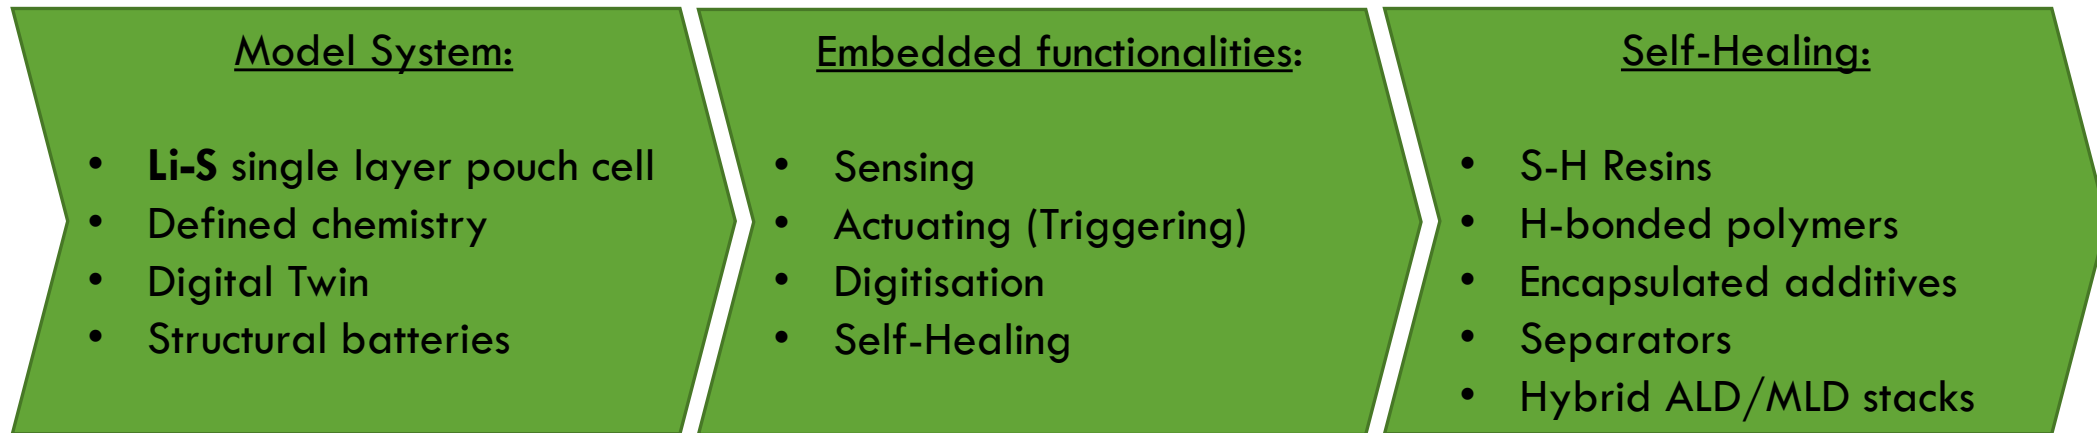 Model System:
• Li-S single layer pouch cell
• Defined chemistry
• Digital Twin
• Structural batteries
Embedded functionalities:
• Sensing
• Actuating (Triggering)
• Digitisation
• Self-Healing
Self-Healing:
• S-H Resins
• H-bonded polymers
• Encapsulated additives
• Separators
• Hybrid ALD/MLD stacks